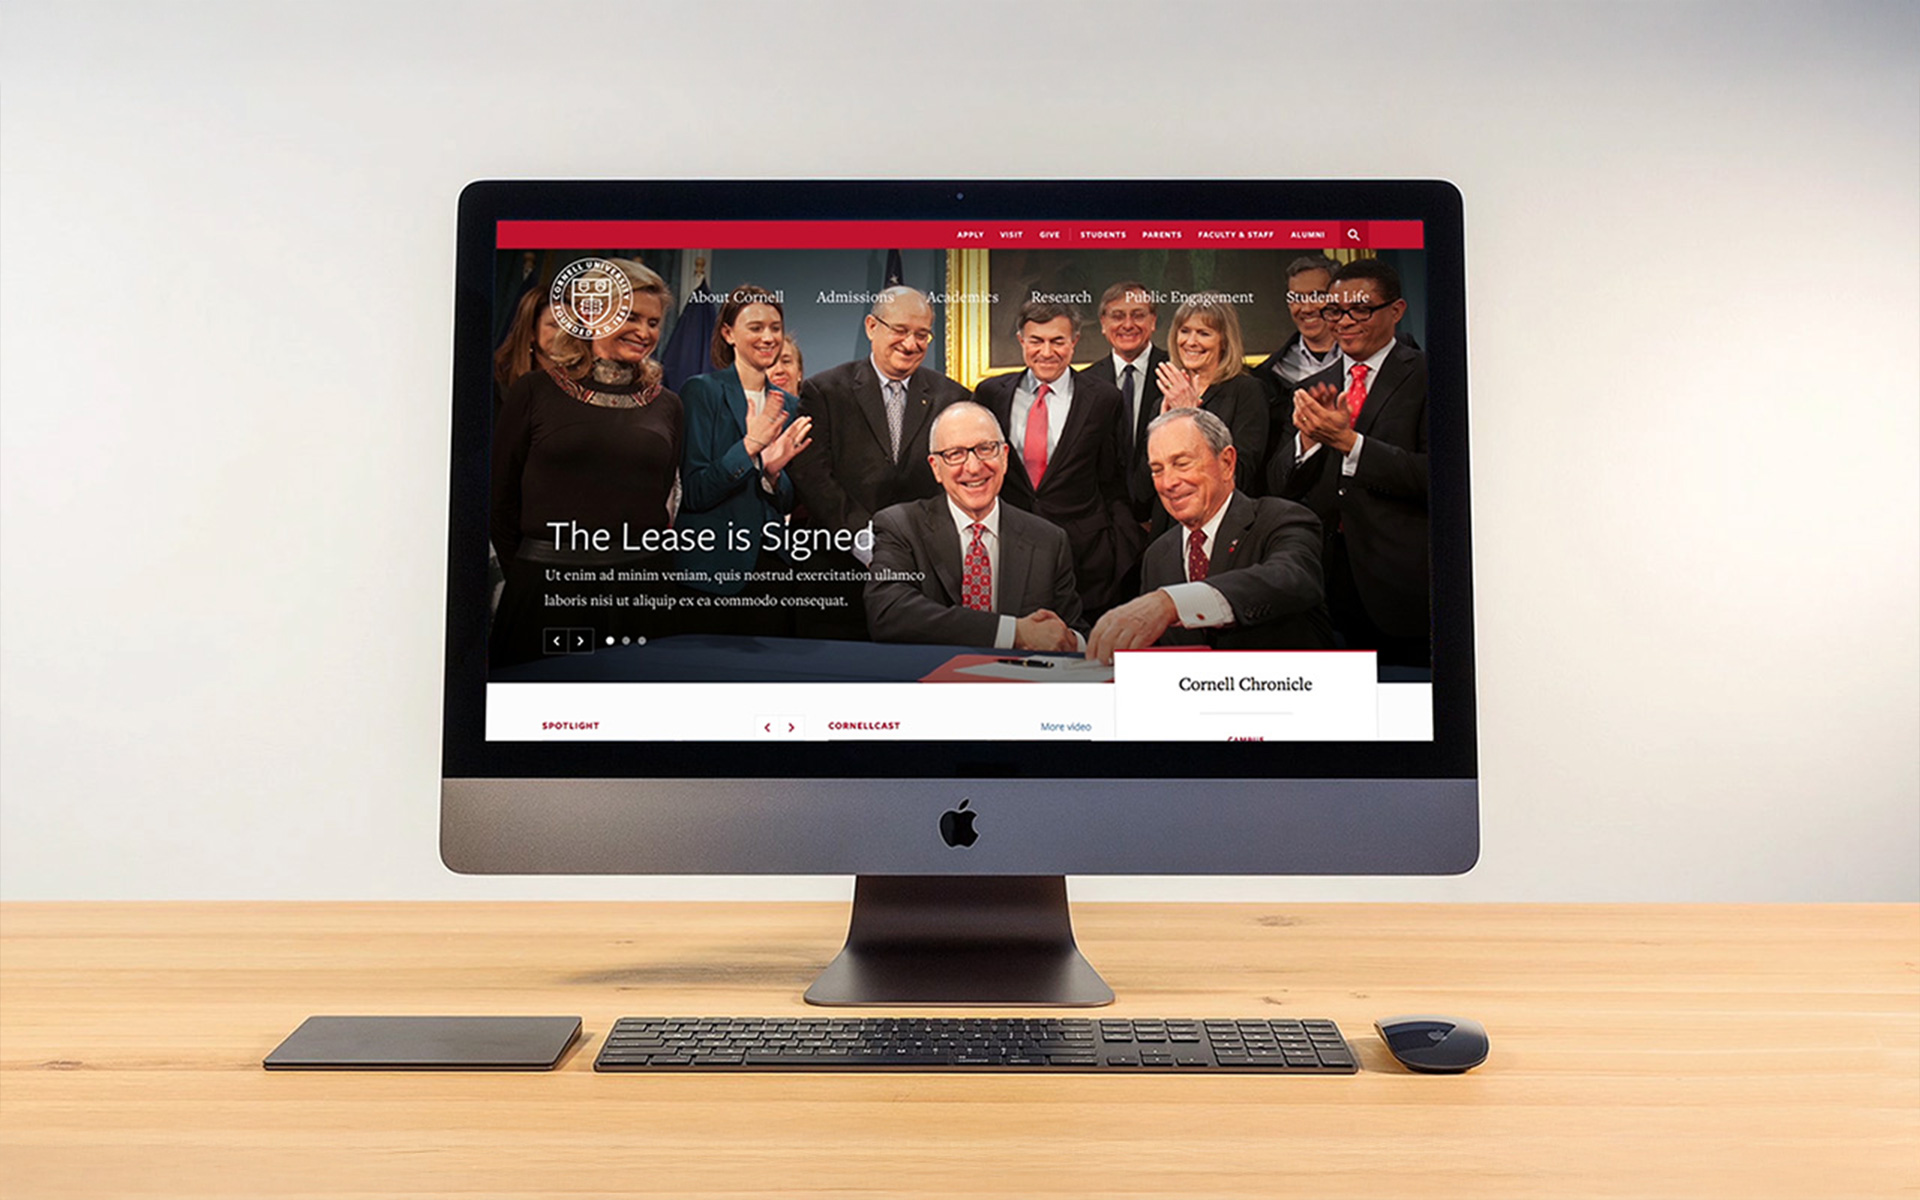 APPLY VISIT GIVE STUDENTS PARENTS FACULTY & STAFF ALUMNI
CORNELL UNIVERSITY
FOUNDED A.D. 1865
About Cornell Admissions Academics Research Public Engagement Student Life
The Lease is Signed
Ut enim ad minim veniam, quis nostrud exercitation ullamco
laboris nisi ut aliquip ex ea commodo consequat.
Cornell Chronicle
SPOTLIGHT
CORNELLCAST
More video
CAMPUS